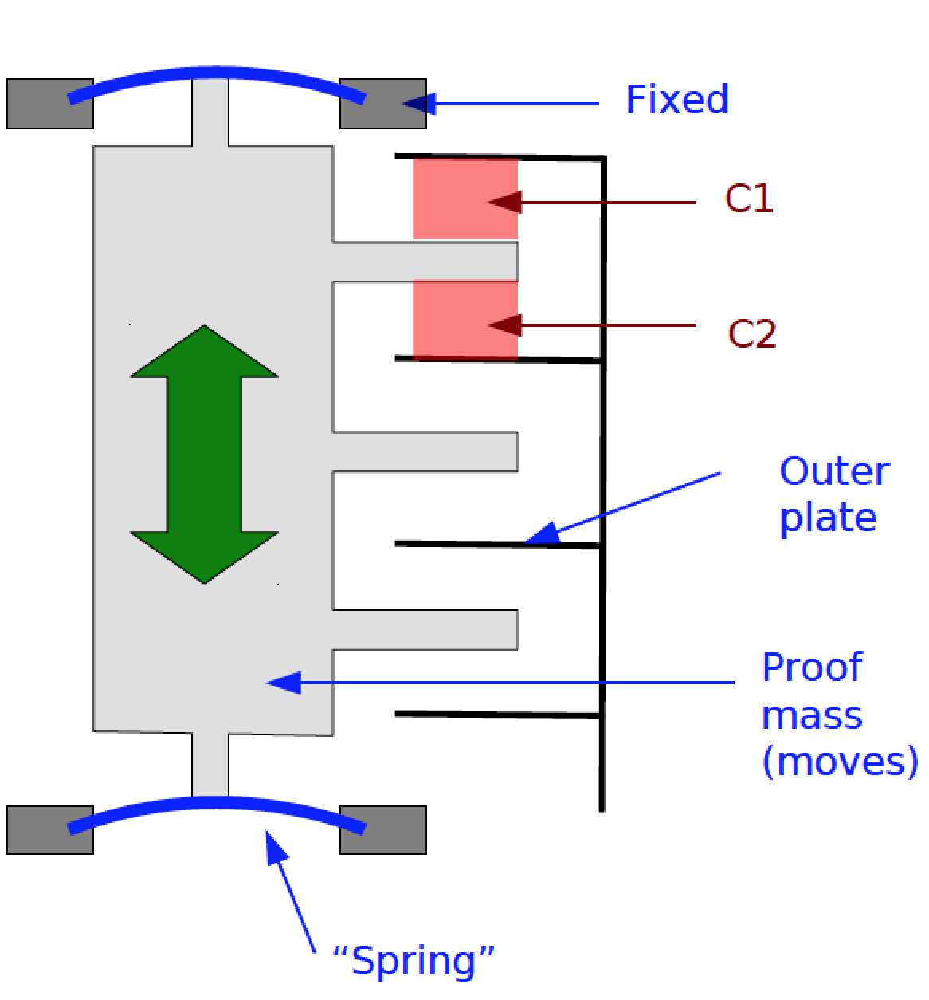 Fixed
C1
C2
Outer
plate
Proof
mass
(moves)
“Spring”